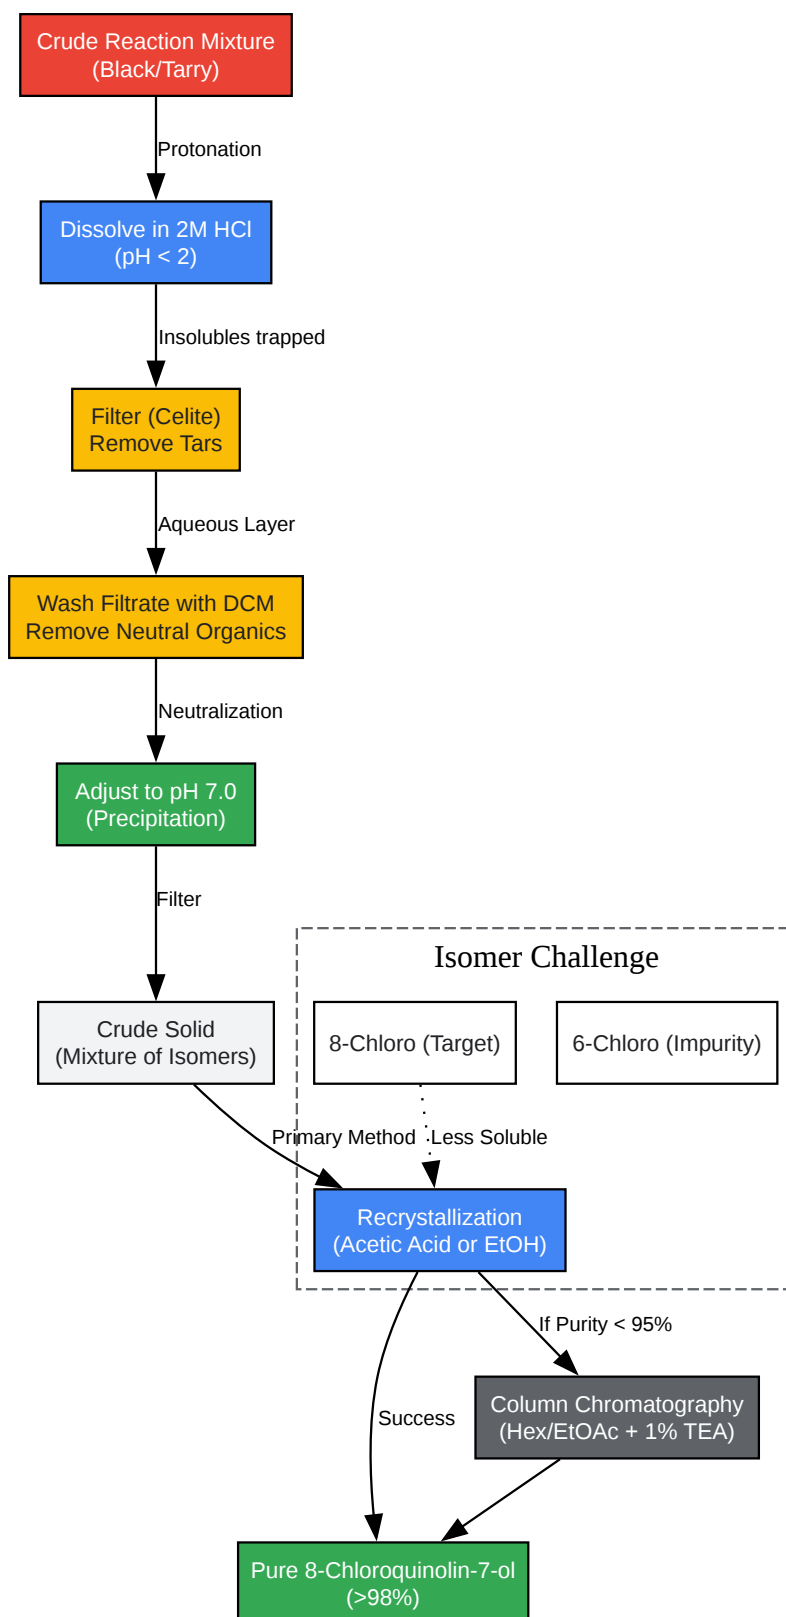 Crude Reaction Mixture
(Black/Tarry)
Protonation
Dissolve in 2M HCl
(pH < 2)
Insolubles trapped
Filter (Celite)
Remove Tars
Aqueous Layer
Wash Filtrate with DCM
Remove Neutral Organics
Neutralization
Adjust to pH 7.0
(Precipitation)
Filter
Isomer Challenge
Crude Solid
(Mixture of Isomers)
8-Chloro (Target)
6-Chloro (Impurity)
Primary Method
Less Soluble
Recrystallization
(Acetic Acid or EtOH)
If Purity < 95%
Column Chromatography
(Hex/EtOAc + 1% TEA)
Success
Pure 8-Chloroquinolin-7-ol
(>98%)